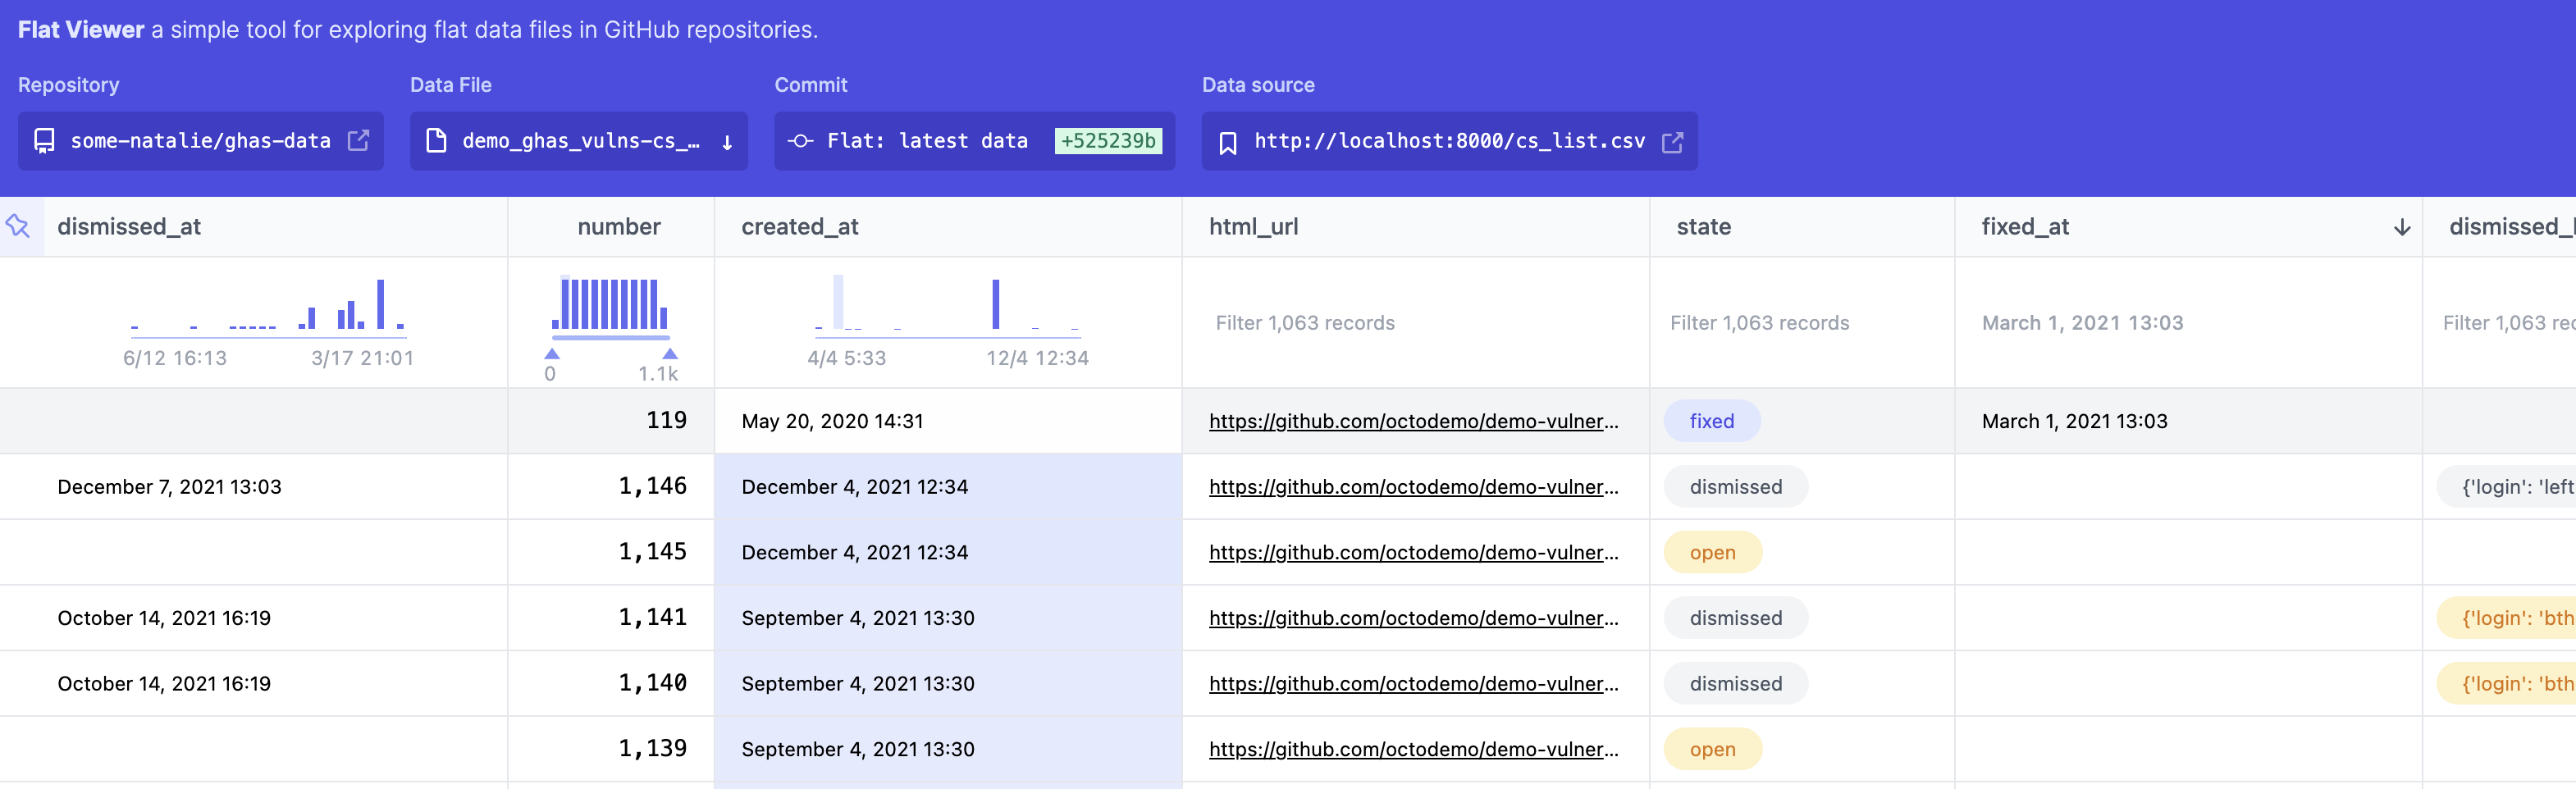 Flat Viewer a simple tool for exploring flat data files in GitHub repositories.
Repository Data File Commit Data source
some-natalie/ghas-data demo_ghas_vulns-cs_… ↓ Flat: latest data +525239b http://localhost:8000/cs_list.csv
dismissed_at number created_at html_url state fixed_at ↓ dismissed_
Filter 1,063 records Filter 1,063 records March 1, 2021 13:03 Filter 1,063 rec
6/12 16:13 3/17 21:01 0 1.1k 4/4 5:33 12/4 12:34
119 May 20, 2020 14:31 https://github.com/octodemo/demo-vulner… fixed March 1, 2021 13:03
December 7, 2021 13:03 1,146 December 4, 2021 12:34 https://github.com/octodemo/demo-vulner… dismissed {'login': 'left
1,145 December 4, 2021 12:34 https://github.com/octodemo/demo-vulner… open
October 14, 2021 16:19 1,141 September 4, 2021 13:30 https://github.com/octodemo/demo-vulner… dismissed {'login': 'bth
October 14, 2021 16:19 1,140 September 4, 2021 13:30 https://github.com/octodemo/demo-vulner… dismissed {'login': 'bth
1,139 September 4, 2021 13:30 https://github.com/octodemo/demo-vulner… open